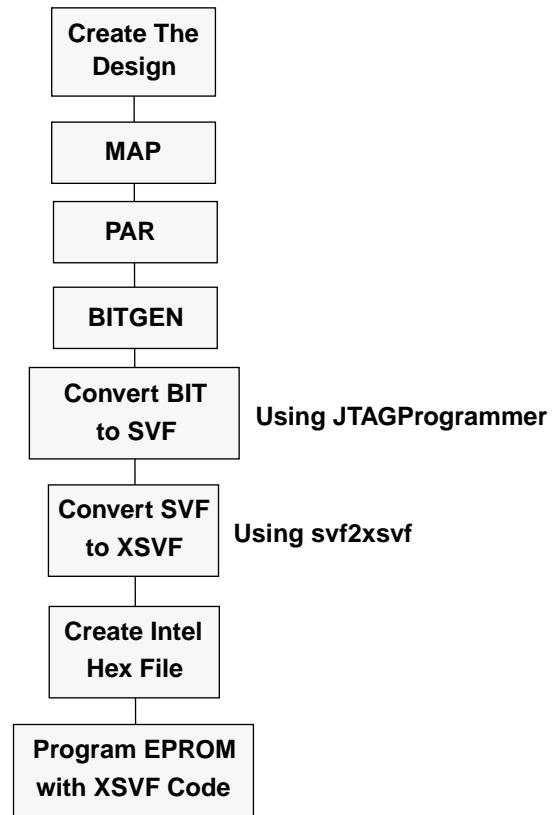 Create The
Design
MAP
PAR
BITGEN
Convert BIT
to SVF
Using JTAGProgrammer
Convert SVF
to XSVF
Using svf2xsvf
Create Intel
Hex File
Program EPROM
with XSVF Code